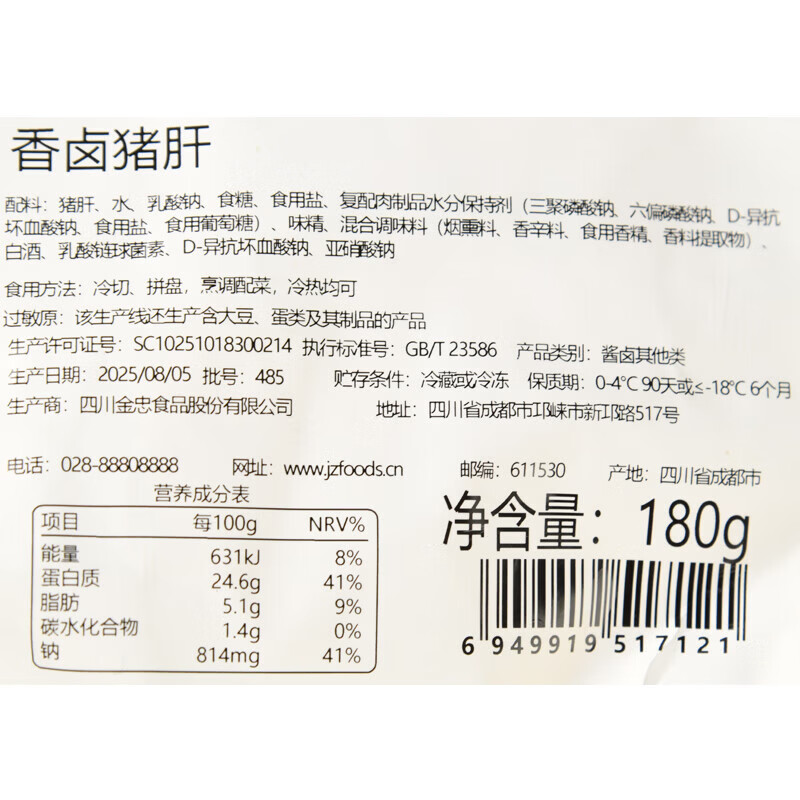 香卤猪肝
配料：猪肝、水、乳酸钠、食糖、食用盐、复配肉制品水分保持剂（三聚磷酸钠、六偏磷酸钠、D-异抗
坏血酸钠、食用盐、食用葡萄糖）、味精、混合调味料（烟熏料、香辛料、食用香精、香料提取物）、
白酒、乳酸链球菌素、D-异抗坏血酸钠、亚硝酸钠
食用方法：冷切、拼盘，烹调配菜，冷热均可
过敏原：该生产线还生产含大豆、蛋类及其制品的产品
生产许可证号：SC10251018300214 执行标准号：GB/T 23586 产品类别：酱卤其他类
生产日期：2025/08/05 批号：485 贮存条件：冷藏或冷冻 保质期：0-4℃ 90天或≤-18℃ 6个月
生产商：四川金忠食品股份有限公司 地址：四川省成都市邛崃市新邛路517号
电话：028-88808888 网址：www.jzfoods.cn 邮编：611530 产地：四川省成都市
营养成分表
项目 每100g NRV%
能量 631kJ 8%
蛋白质 24.6g 41%
脂肪 5.1g 9%
碳水化合物 1.4g 0%
钠 814mg 41%
净含量：180g
6 949919 517121